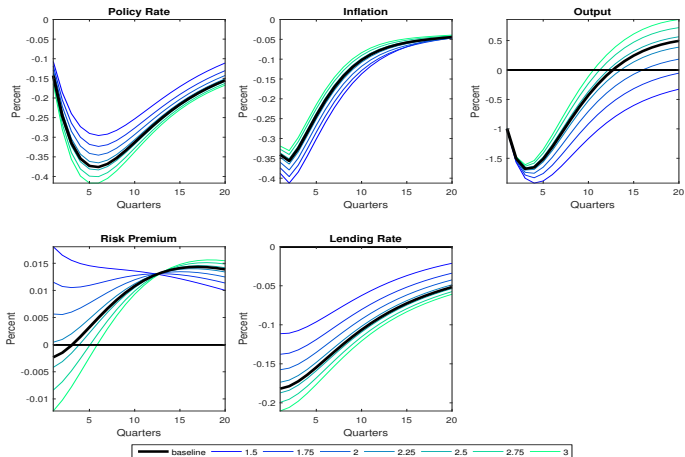 Policy Rate
0
-0.05
-0.1
-0.15
-0.2
-0.25
-0.3
-0.35
-0.4
Percent
5 10 15 20
Quarters
Inflation
0
-0.05
-0.1
-0.15
-0.2
-0.25
-0.3
-0.35
-0.4
Percent
5 10 15 20
Quarters
Output
0.5
0
-0.5
-1
-1.5
Percent
5 10 15 20
Quarters
Risk Premium
0.015
0.01
0.005
0
-0.005
-0.01
Percent
5 10 15 20
Quarters
Lending Rate
0
-0.05
-0.1
-0.15
-0.2
Percent
5 10 15 20
Quarters
baseline 1.5 1.75 2 2.25 2.5 2.75 3